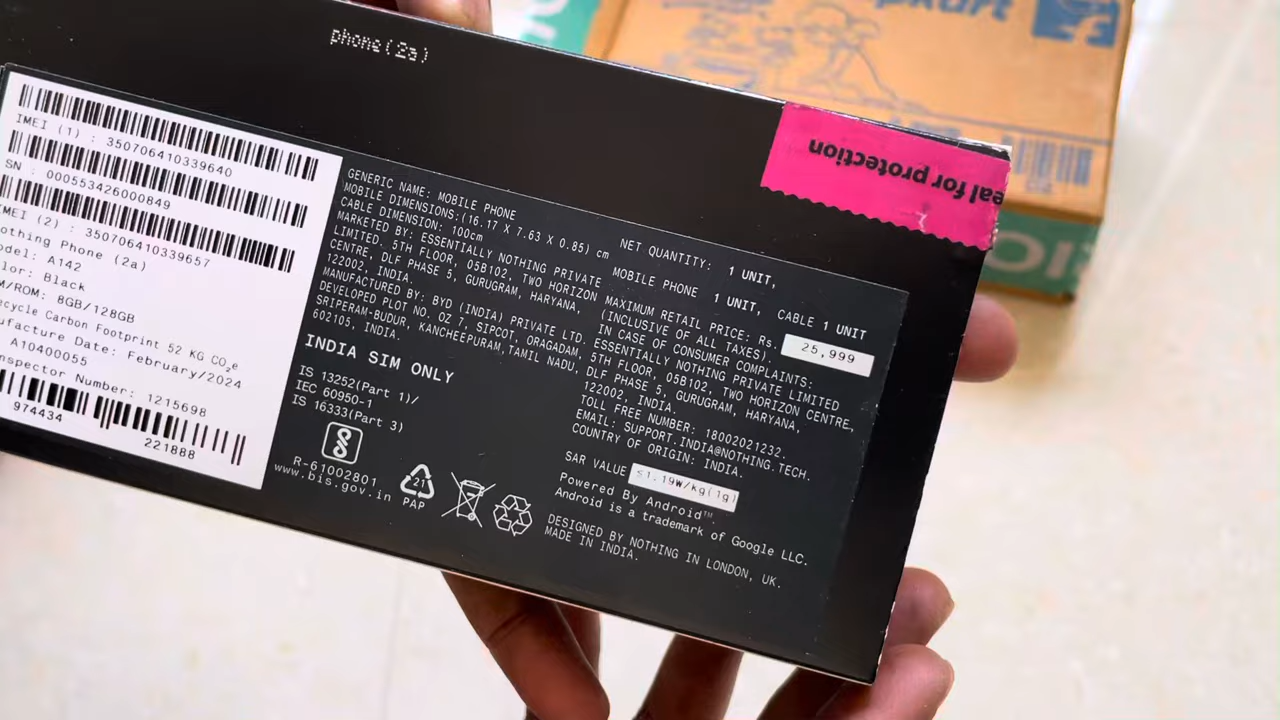 phone(2a)
IMEI (1) : 350706410339640
SN : 000553426000849
IMEI (2) : 350706410339657
othing Phone (2a)
odel: A142
olor: Black
M/ROM: 8GB/128GB
ecycle Carbon Footprint 52 KG CO₂e
ufacture Date: February/2024
A10400055
nspector Number: 1215698
974434
221888
GENERIC NAME: MOBILE PHONE
MOBILE DIMENSIONS:(16.17 X 7.63 X 0.85) cm
CABLE DIMENSION: 100cm
MARKETED BY: ESSENTIALLY NOTHING PRIVATE
LIMITED. 5TH FLOOR, 05B102, TWO HORIZON
CENTRE, DLF PHASE 5, GURUGRAM, HARYANA,
122002, INDIA.
MANUFACTURED BY: BYD (INDIA) PRIVATE LTD.
DEVELOPED PLOT NO. OZ 7, SIPCOT, ORAGADAM,
SRIPERAM-BUDUR, KANCHEEPURAM,TAMIL NADU,
602105, INDIA.
INDIA SIM ONLY
IS 13252(Part 1)/
IEC 60950-1
IS 16333(Part 3)
R-61002801
www.bis.gov.in
21
PAP
NET QUANTITY: 1 UNIT,
MOBILE PHONE 1 UNIT, CABLE 1 UNIT
MAXIMUM RETAIL PRICE: Rs. 25,999
(INCLUSIVE OF ALL TAXES).
IN CASE OF CONSUMER COMPLAINTS:
ESSENTIALLY NOTHING PRIVATE LIMITED
5TH FLOOR, 05B102, TWO HORIZON CENTRE,
DLF PHASE 5, GURUGRAM, HARYANA,
122002, INDIA.
TOLL FREE NUMBER: 18002021232.
EMAIL: SUPPORT.INDIA@NOTHING.TECH.
COUNTRY OF ORIGIN: INDIA.
SAR VALUE ≤1.19W/kg(1g)
Powered By Android™.
Android is a trademark of Google LLC.
DESIGNED BY NOTHING IN LONDON, UK.
MADE IN INDIA.
eal for protection
pkart